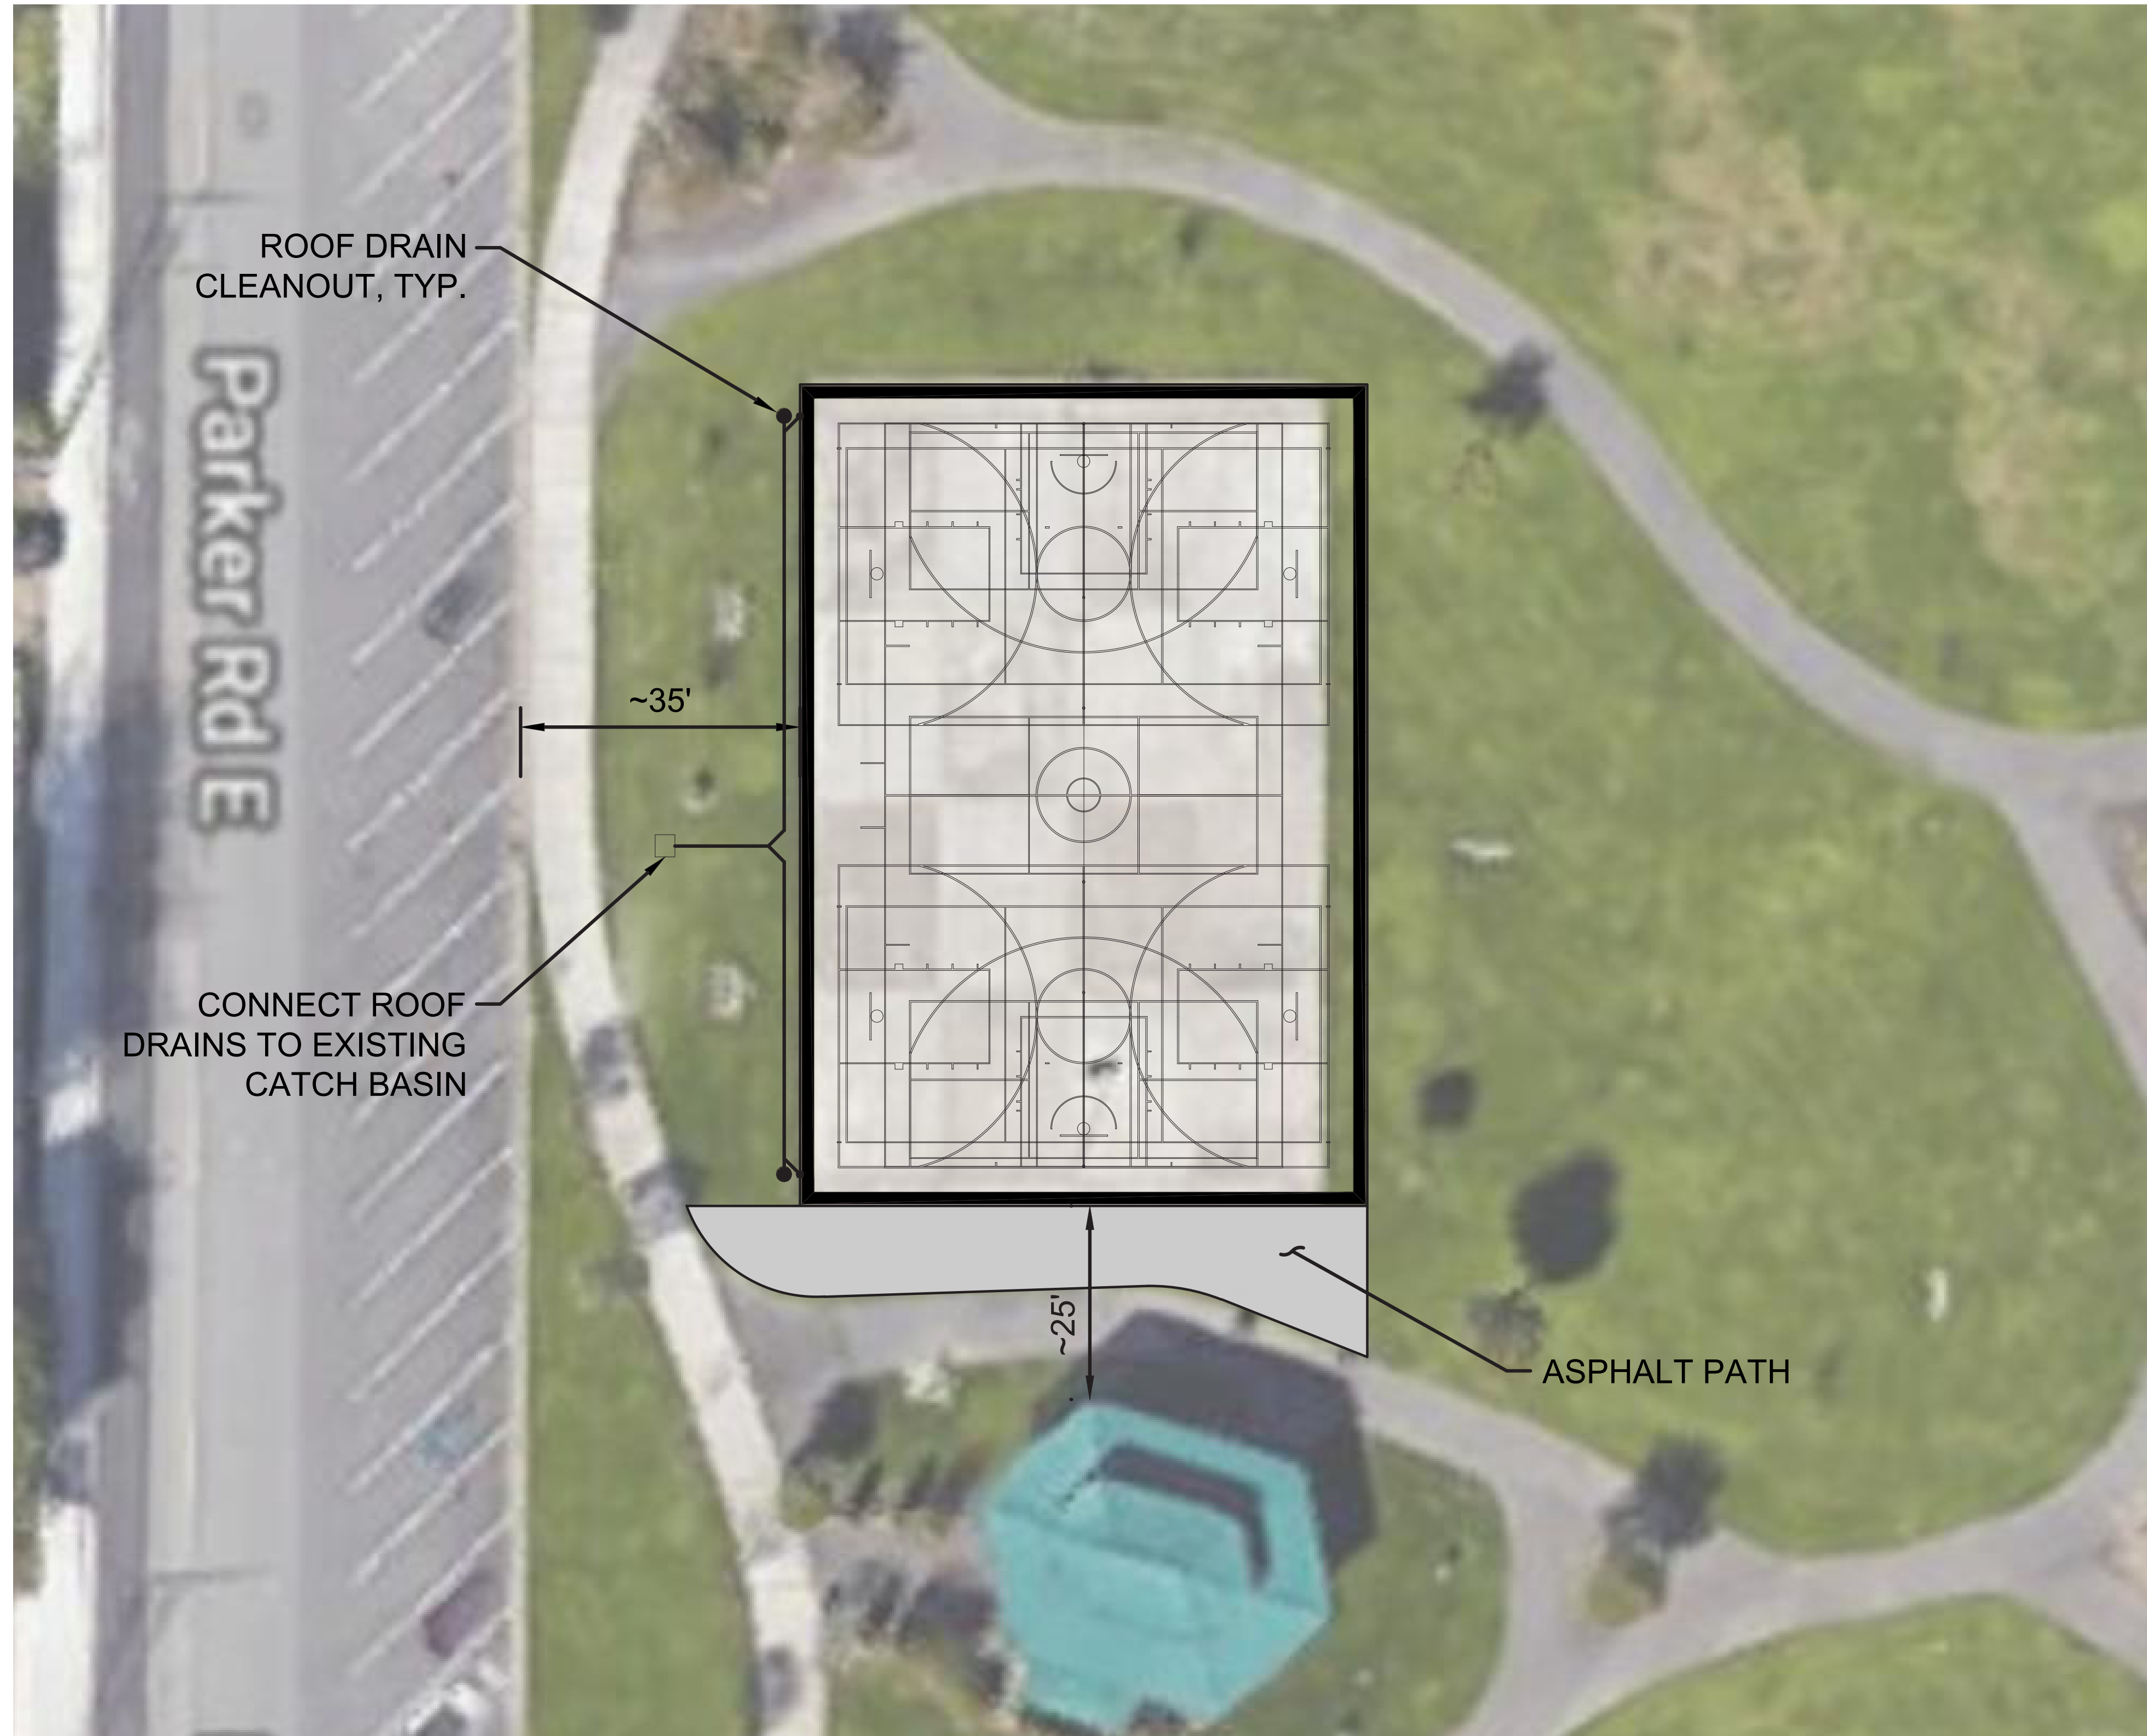 ROOF DRAIN
CLEANOUT, TYP.
Parker Rd E
~35'
CONNECT ROOF
DRAINS TO EXISTING
CATCH BASIN
~25'
ASPHALT PATH